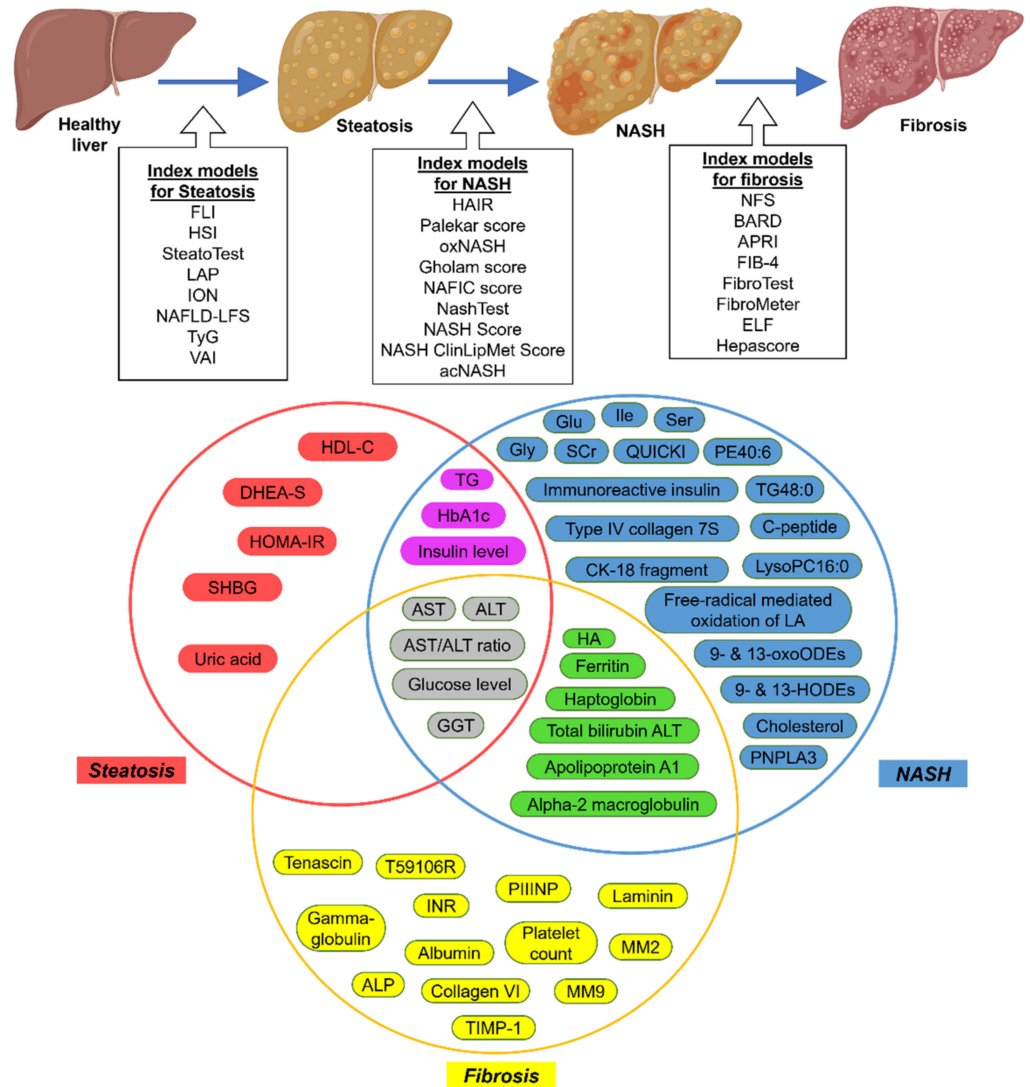 Healthy
liver
Steatosis
NASH
Fibrosis
Index models
for Steatosis
FLI
HSI
SteatoTest
LAP
ION
NAFLD-LFS
TyG
VAI
Index models
for NASH
HAIR
Palekar score
oxNASH
Gholam score
NAFIC score
NashTest
NASH Score
NASH ClinLipMet Score
acNASH
Index models
for fibrosis
NFS
BARD
APRI
FIB-4
FibroTest
FibroMeter
ELF
Hepascore
HDL-C
DHEA-S
HOMA-IR
SHBG
Uric acid
Steatosis
TG
HbA1c
Insulin level
AST
ALT
AST/ALT ratio
Glucose level
GGT
Glu
Ile
Ser
Gly
SCr
QUICKI
PE40:6
Immunoreactive insulin
TG48:0
Type IV collagen 7S
C-peptide
CK-18 fragment
LysoPC16:0
Free-radical mediated
oxidation of LA
9- & 13-oxoODEs
9- & 13-HODEs
Cholesterol
PNPLA3
NASH
HA
Ferritin
Haptoglobin
Total bilirubin ALT
Apolipoprotein A1
Alpha-2 macroglobulin
Tenascin
T59106R
PIIINP
Laminin
INR
Gamma-
globulin
Albumin
Platelet
count
MM2
ALP
Collagen VI
MM9
TIMP-1
Fibrosis